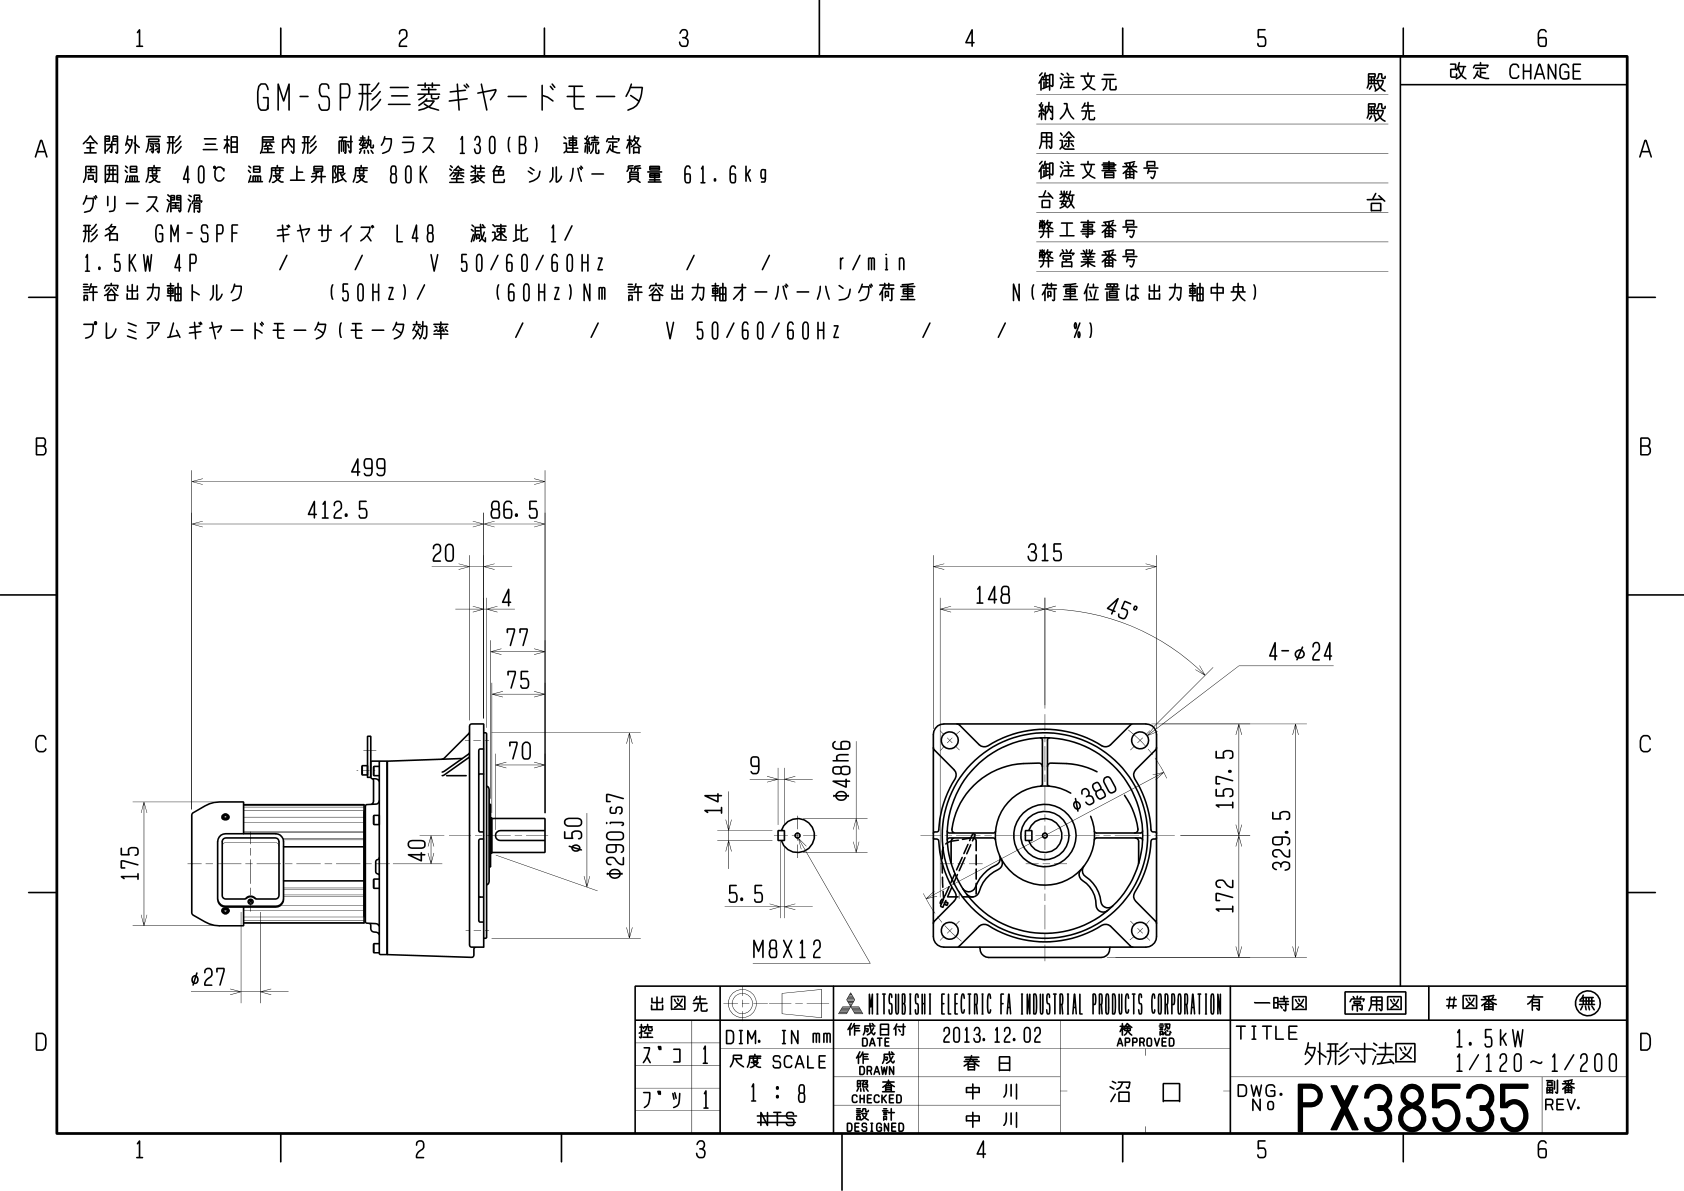 1 2 3 4 5 6
改定 CHANGE
GM-SP形三菱ギヤードモータ
全閉外扇形 三相 屋内形 耐熱クラス 130(B) 連続定格
周囲温度 40℃ 温度上昇限度 80K 塗装色 シルバー 質量 61.6kg
グリース潤滑
形名 GM-SPF ギヤサイズ L48 減速比 1/
1.5KW 4P / / V 50/60/60Hz / / r/min
許容出力軸トルク (50Hz)/ (60Hz)Nm 許容出力軸オーバーハング荷重 N(荷重位置は出力軸中央)
プレミアムギヤードモータ(モータ効率 / / V 50/60/60Hz / / %)
御注文元 殿
納入先 殿
用途
御注文書番号
台数 台
弊工事番号
弊営業番号
A A
B B
C C
D D
499
412.5 86.5
20
4
77
75
70
175
40
φ50
Φ290js7
φ27
9
14
Φ48h6
5.5
M8X12
315
148
45°
4-φ24
φ380
157.5
172
329.5
出図先
控
ズコ 1
ブツ 1
DIM. IN mm
尺度 SCALE
1 : 8
NTS
MITSUBISHI ELECTRIC FA INDUSTRIAL PRODUCTS CORPORATION
作成日付 DATE 2013.12.02
作成 DRAWN 春日
照査 CHECKED 中川
設計 DESIGNED 中川
検認 APPROVED
沼口
一時図 常用図 #図番 有 無
TITLE 外形寸法図 1.5kW
1/120~1/200
DWG. No PX38535 副番 REV.
1 2 3 4 5 6